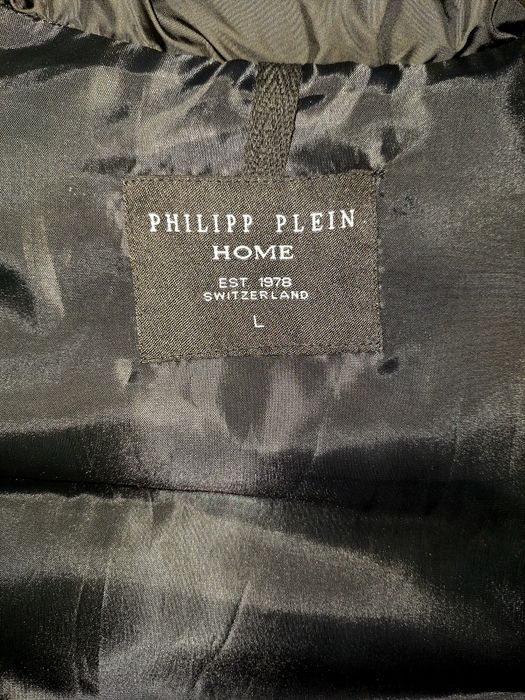 PHILIPP PLEIN
HOME
EST 1978
SWITZERLAND
L